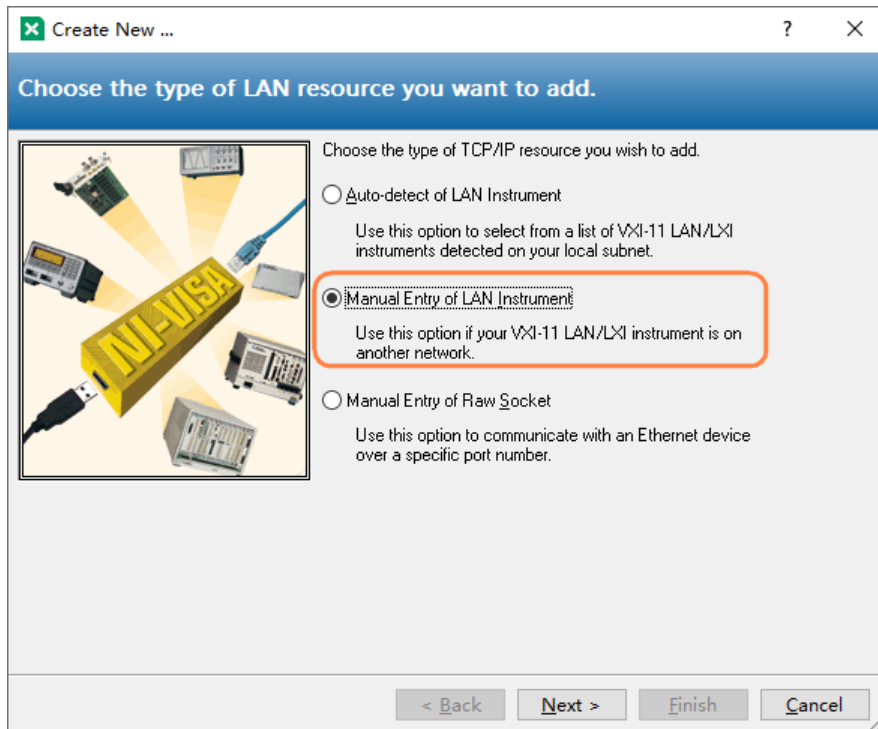 Create New ...
?
Choose the type of LAN resource you want to add.
NI-VISA
Choose the type of TCP/IP resource you wish to add.
Auto-detect of LAN Instrument
Use this option to select from a list of VXI-11 LAN/LXI
instruments detected on your local subnet.
Manual Entry of LAN Instrument
Use this option if your VXI-11 LAN/LXI instrument is on
another network.
Manual Entry of Raw Socket
Use this option to communicate with an Ethernet device
over a specific port number.
< Back
Next >
Finish
Cancel